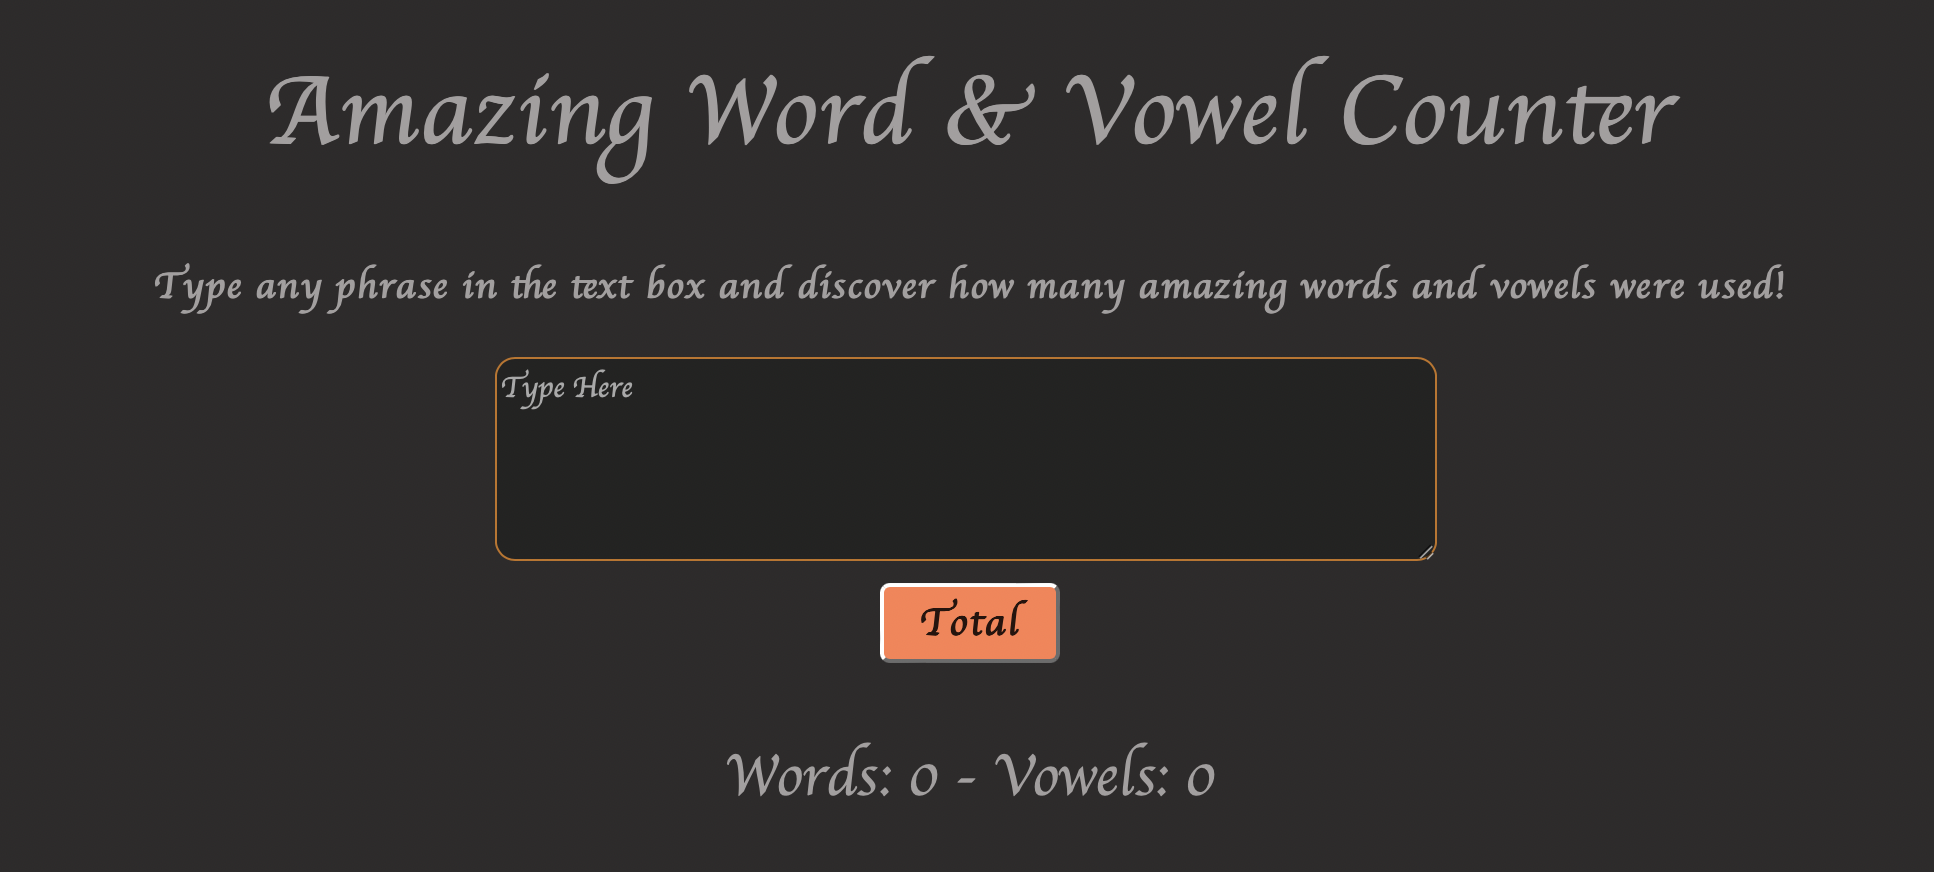 Amazing Word & Vowel Counter
Type any phrase in the text box and discover how many amazing words and vowels were used!
Type Here
Total
Words: 0 - Vowels: 0